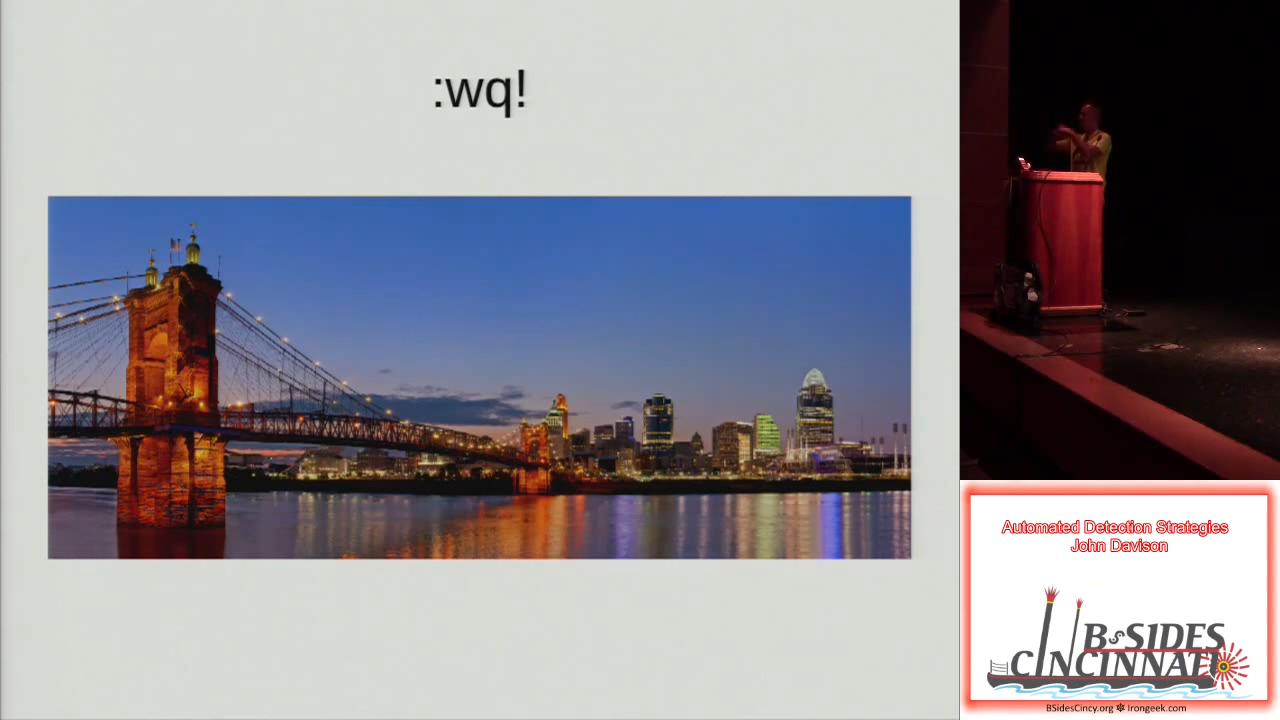 :wq!
Automated Detection Strategies
John Davison
BSIDES
CINCINNATI
BSidesCincy.org ✽ Irongeek.com